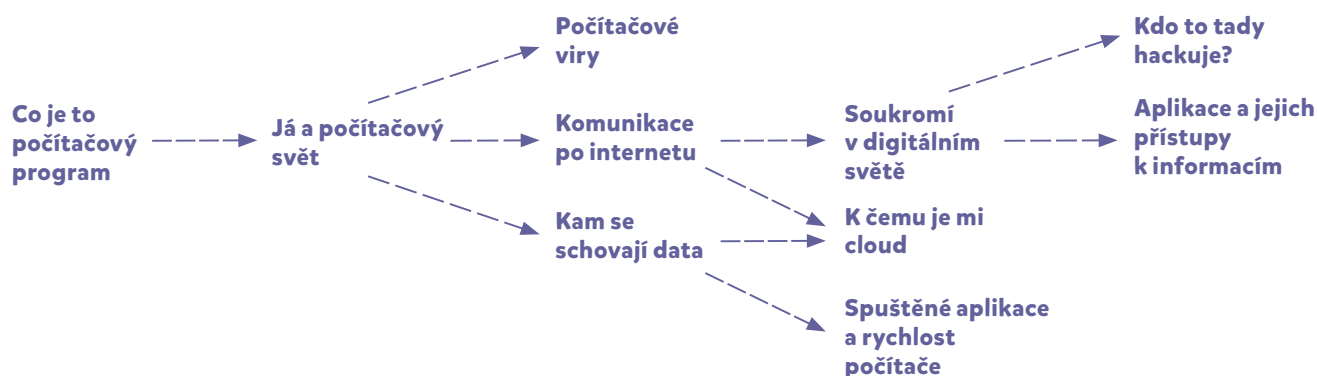 Co je to
počítačový
program
Já a počítačový
svět
Počítačové
viry
Komunikace
po internetu
Kam se
schovají data
Soukromí
v digitálním
světě
K čemu je mi
cloud
Spuštěné aplikace
a rychlost
počítače
Kdo to tady
hackuje?
Aplikace a jejich
přístupy
k informacím